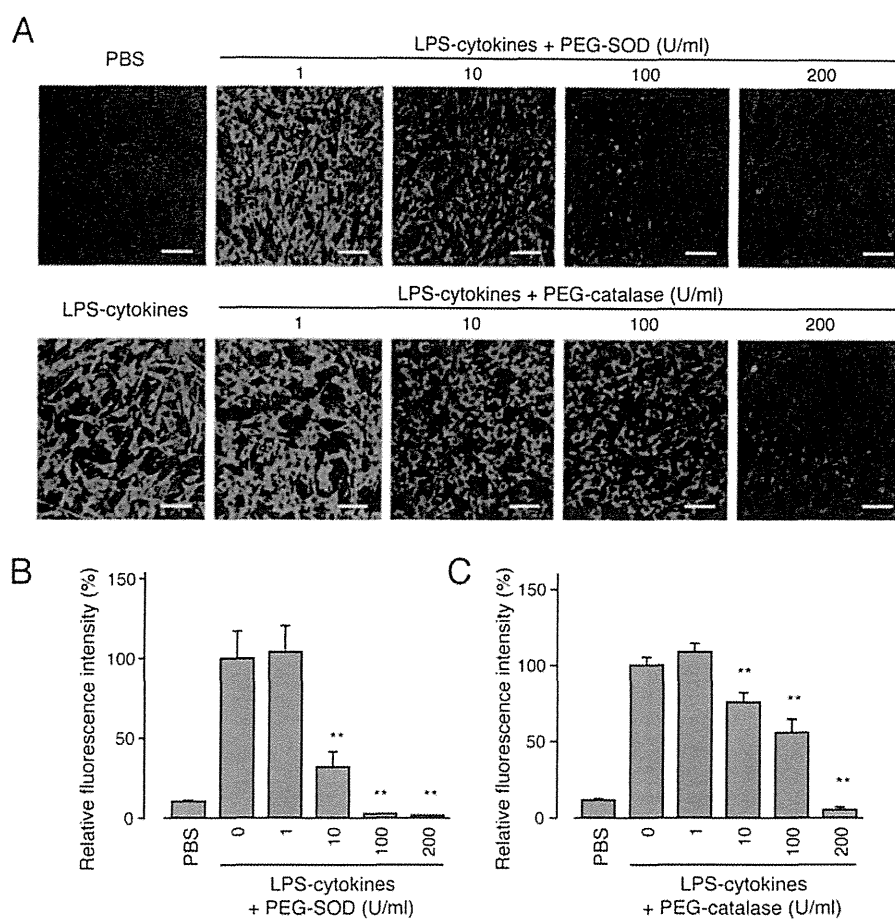 A
PBS
LPS-cytokines + PEG-SOD (U/ml)
1 10 100 200
LPS-cytokines
LPS-cytokines + PEG-catalase (U/ml)
1 10 100 200
B
Relative fluorescence intensity (%)
150
100
50
0
**
**
**
PBS 0 1 10 100 200
LPS-cytokines
+ PEG-SOD (U/ml)
C
Relative fluorescence intensity (%)
150
100
50
0
**
**
**
PBS 0 1 10 100 200
LPS-cytokines
+ PEG-catalase (U/ml)